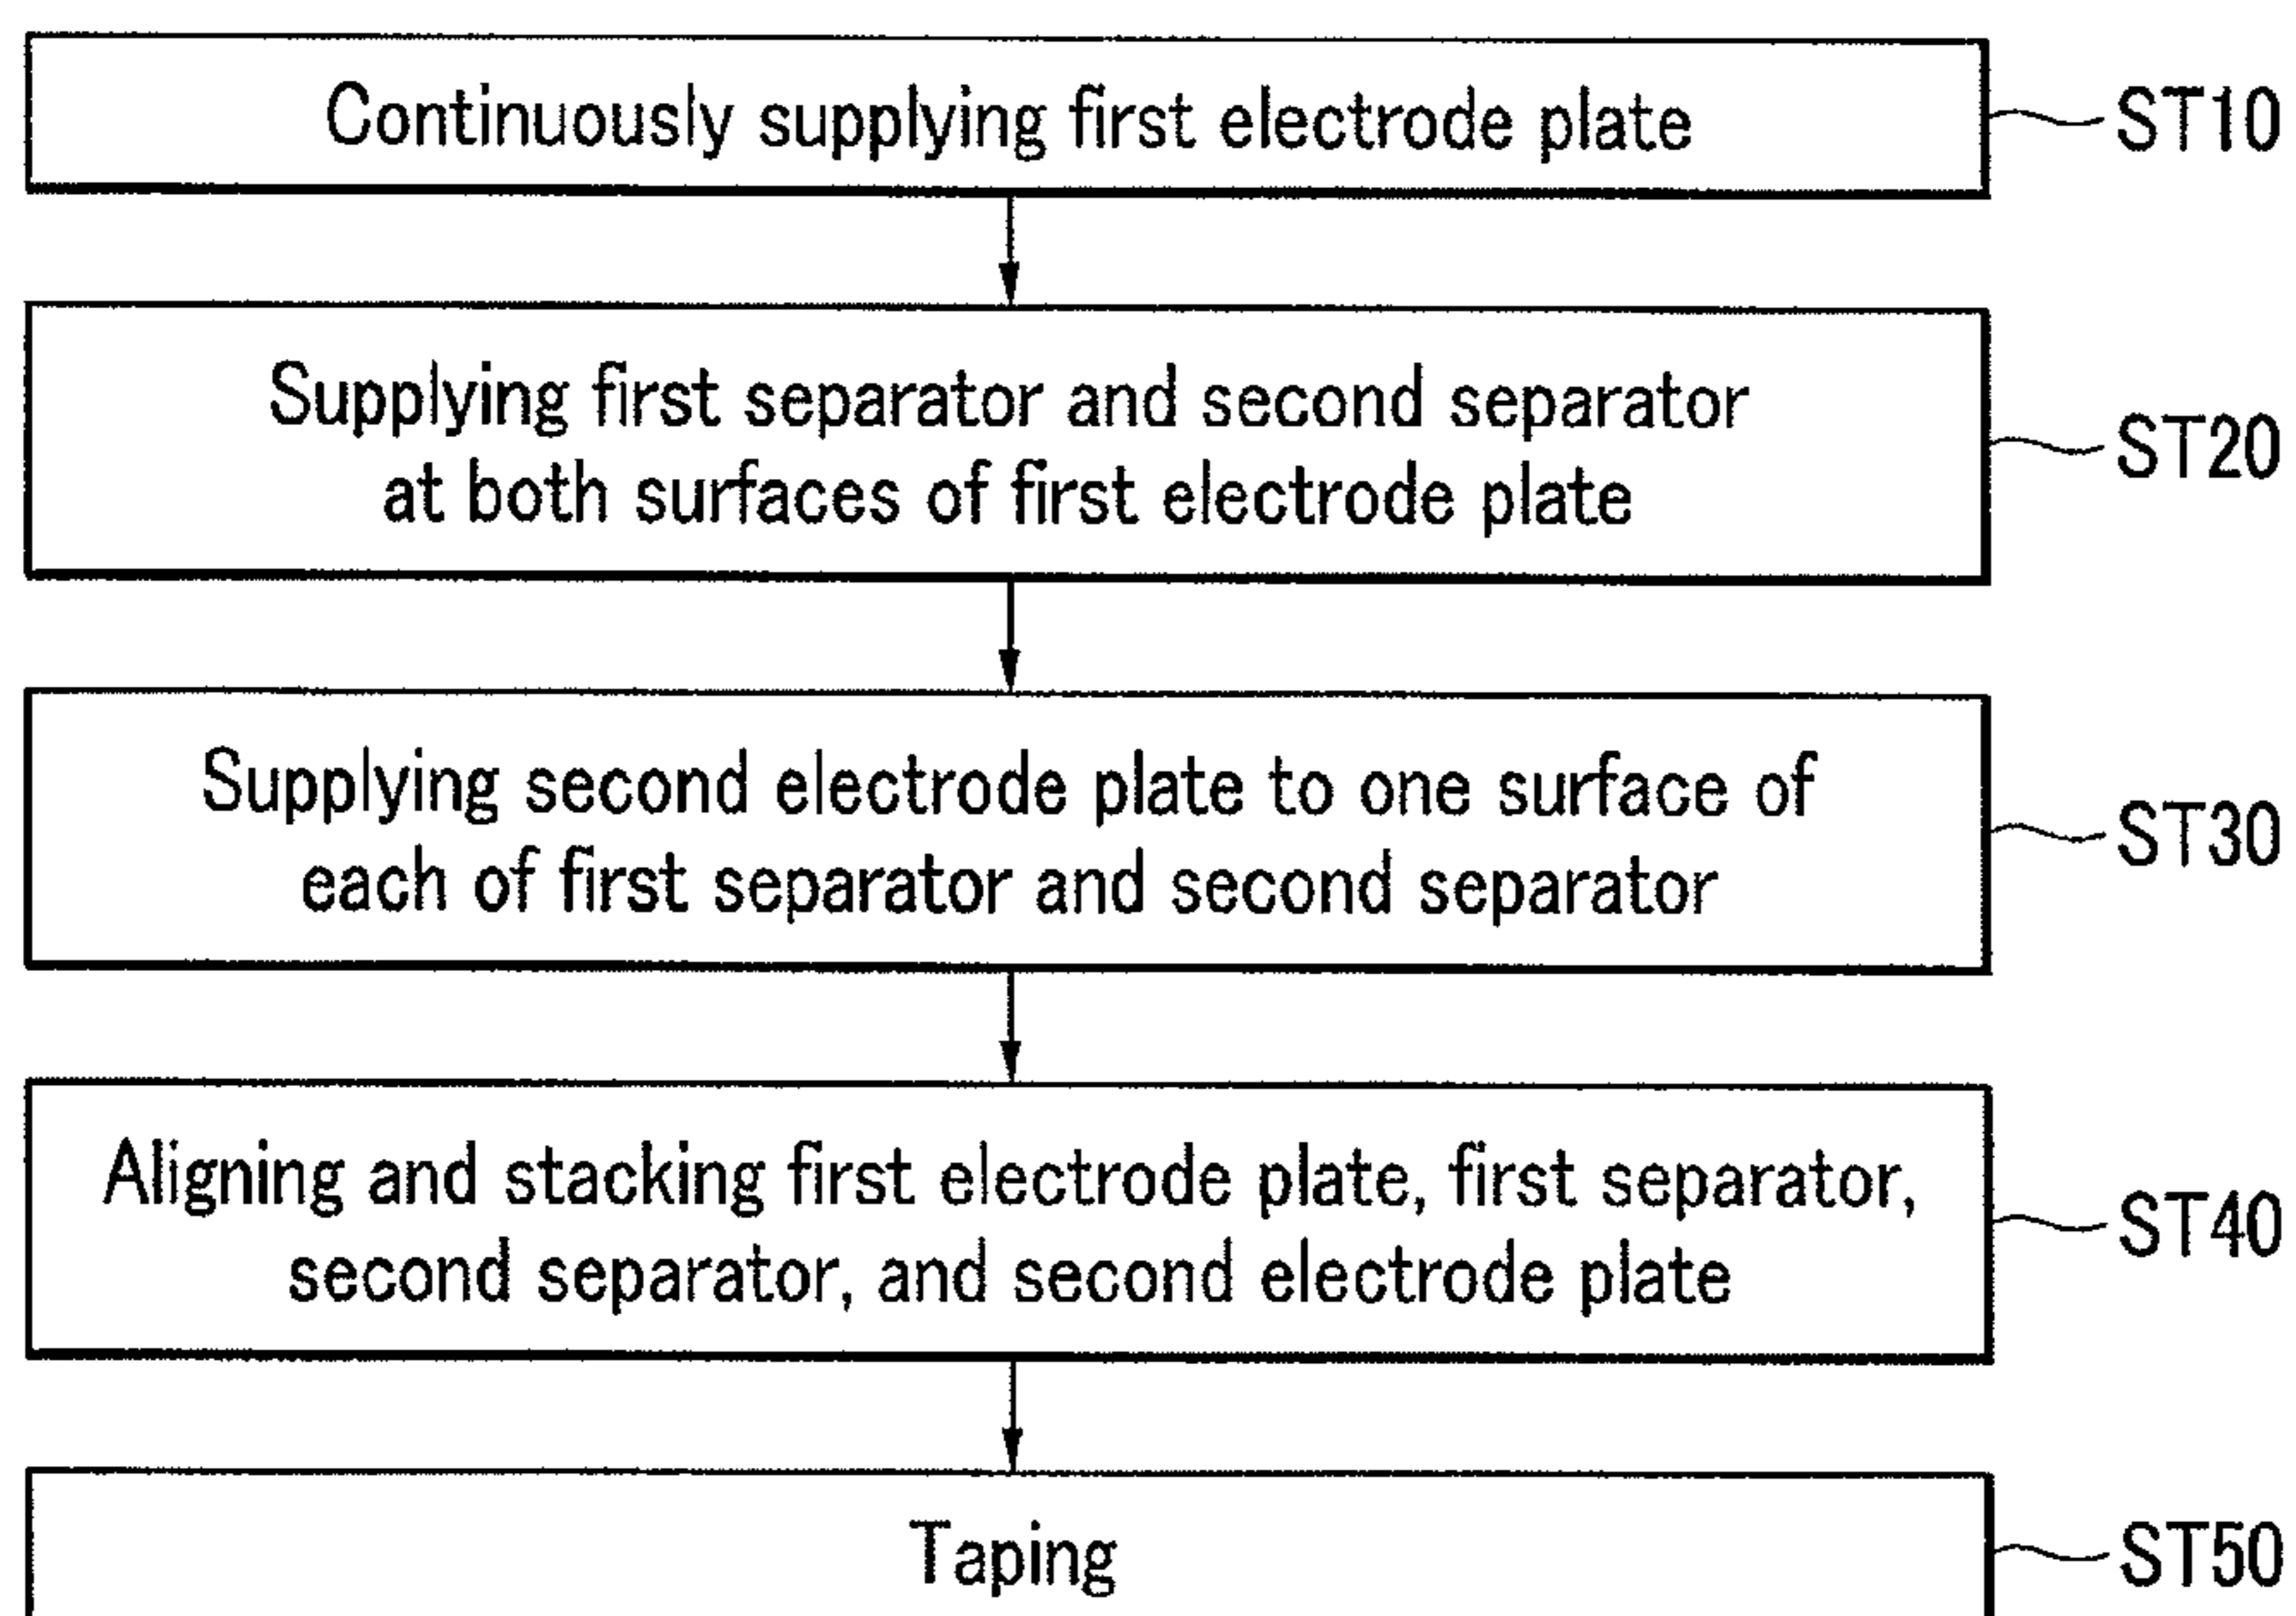 Continuously supplying first electrode plate
ST10
Supplying first separator and second separator
at both surfaces of first electrode plate
ST20
Supplying second electrode plate to one surface of
each of first separator and second separator
ST30
Aligning and stacking first electrode plate, first separator,
second separator, and second electrode plate
ST40
Taping
ST50